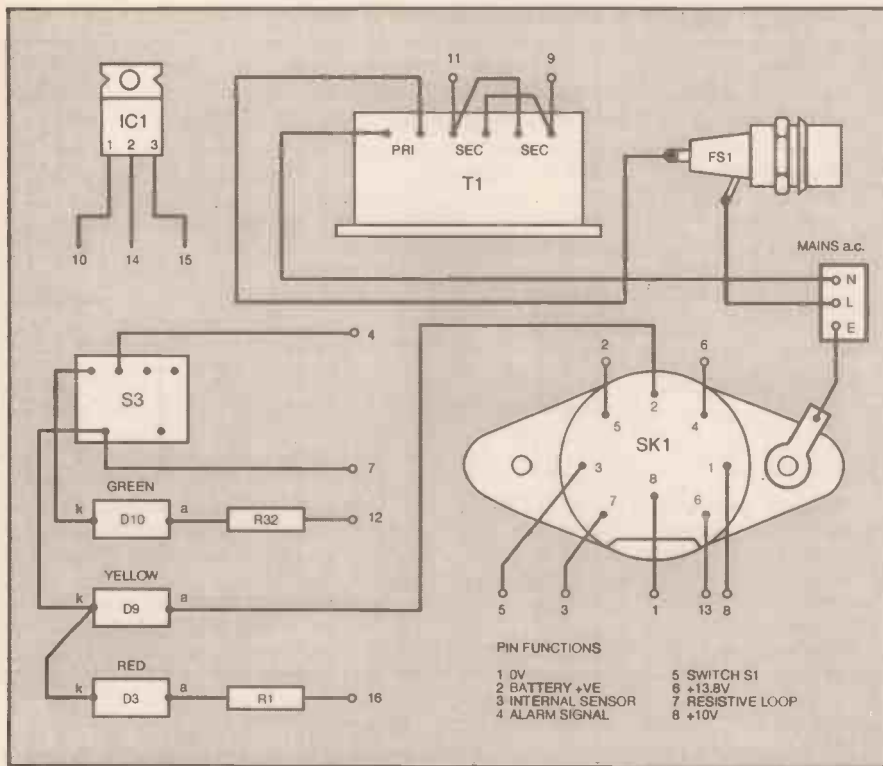 11 9
IC1
1 2 3
10 14 15
PRI SEC SEC
T1
FS1
MAINS a.c.
N
L
E
4
S3
7
GREEN
k D10 a R32 12
YELLOW
k D9 a
RED
k D3 a R1 16
2 6
2
5 4
SK1
3 8 1
7 6
5 3 1 13 8
PIN FUNCTIONS
1 0V
2 BATTERY +VE
3 INTERNAL SENSOR
4 ALARM SIGNAL
5 SWITCH S1
6 +13.8V
7 RESISTIVE LOOP
8 +10V